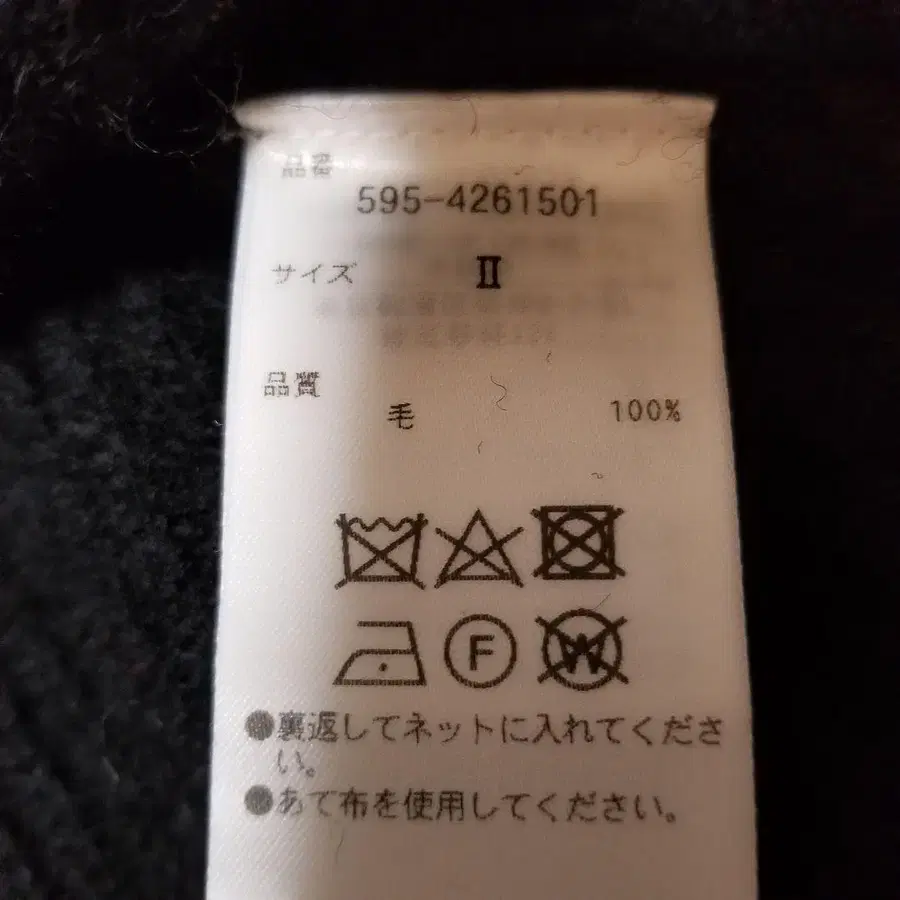 品番
595-4261501
サイズ II
品質
毛 100%
F W
●裏返してネットに入れてくださ
い。
●あて布を使用してください。